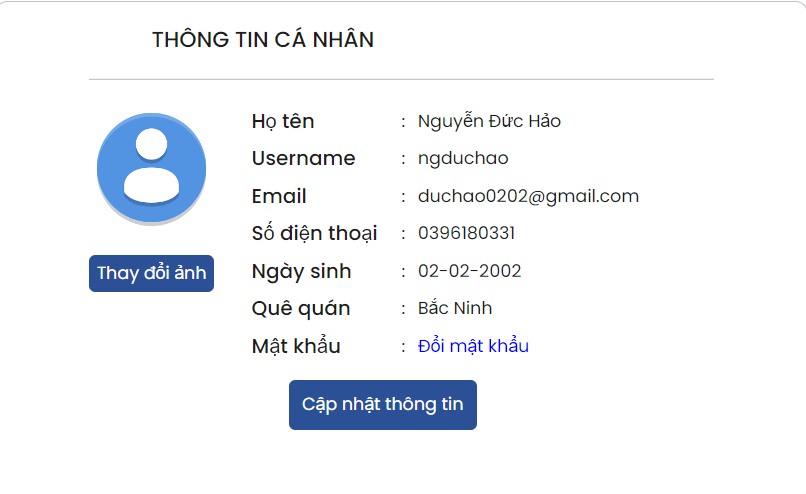 THÔNG TIN CÁ NHÂN
Họ tên : Nguyễn Đức Hảo
Username : ngduchao
Email : duchao0202@gmail.com
Số điện thoại : 0396180331
Thay đổi ảnh
Ngày sinh : 02-02-2002
Quê quán : Bắc Ninh
Mật khẩu : Đổi mật khẩu
Cập nhật thông tin